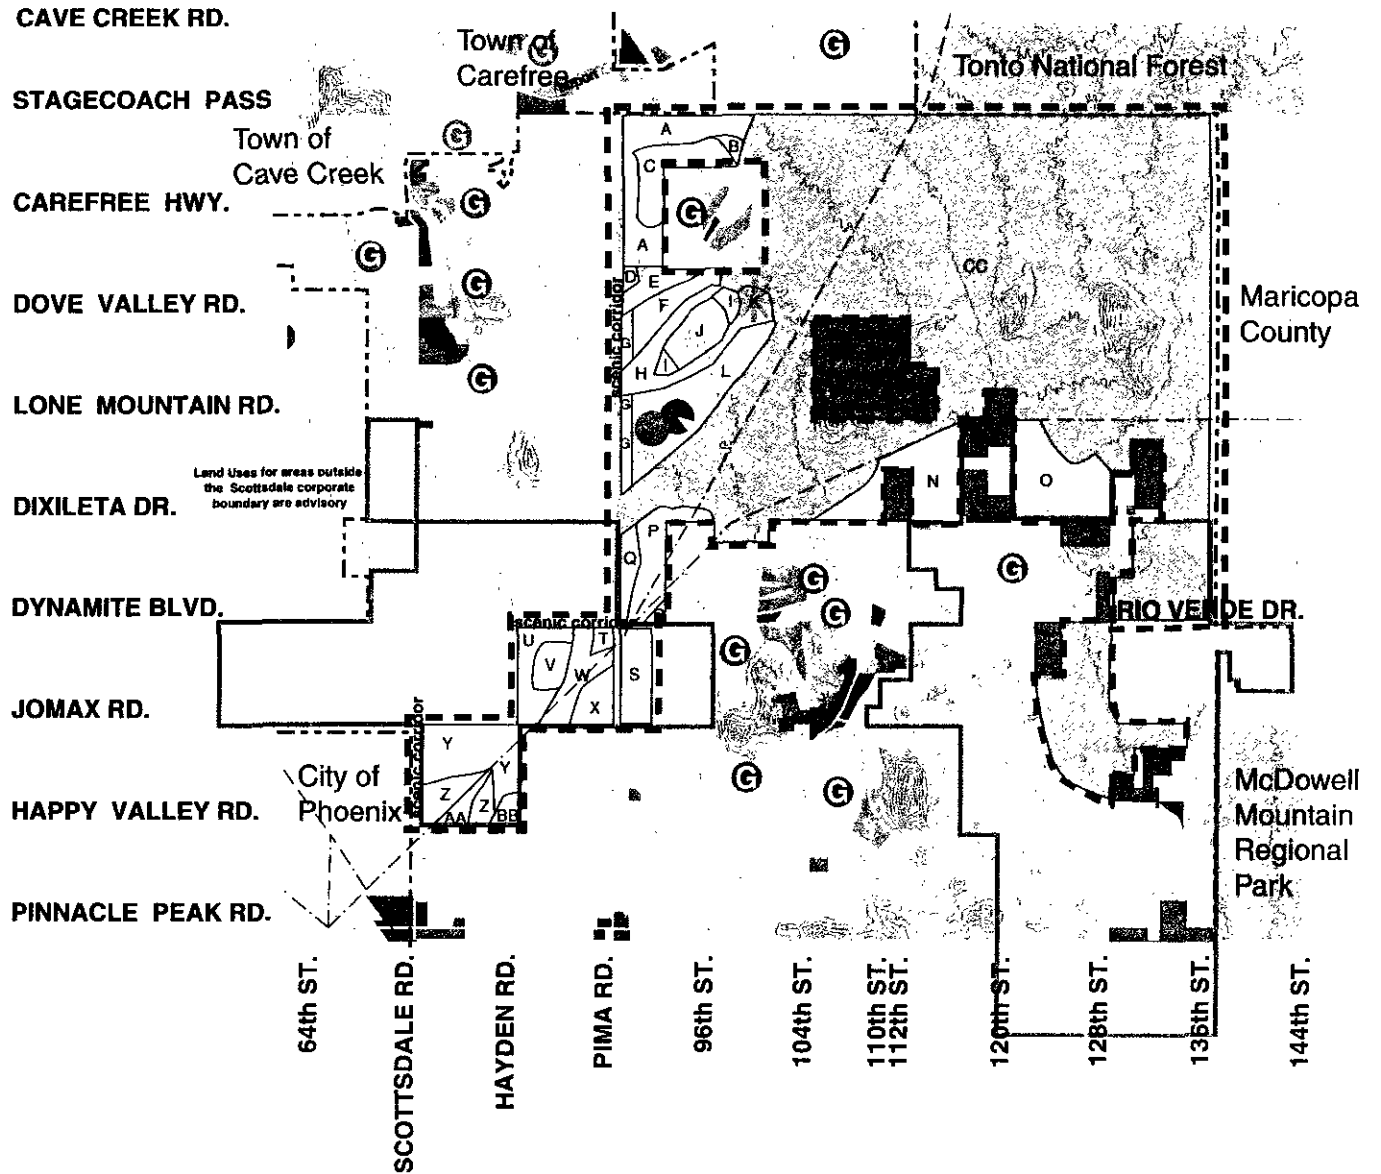 CAVE CREEK RD.
Town of
Carefree
G
G
Tonto National Forest
STAGECOACH PASS
G
Town of
Cave Creek
A
B
C
CAREFREE HWY.
G
G
A
G
CC
D
E
G
DOVE VALLEY RD.
F
I
K
J
Maricopa
County
scenic corridor
G
H
I
L
G
LONE MOUNTAIN RD.
G
G
Land Uses for areas outside
the Scottsdale corporate
boundary are advisory
N
O
DIXILETA DR.
P
Q
G
G
DYNAMITE BLVD.
G
RIO VERDE DR.
scenic corridor
U
T
V
W
S
G
X
JOMAX RD.
scenic corridor
Y
Y
City of
Phoenix
G
G
McDowell
Mountain
Regional
Park
Z
Z
AA
BB
HAPPY VALLEY RD.
PINNACLE PEAK RD.
64th ST.
SCOTTSDALE RD.
HAYDEN RD.
PIMA RD.
96th ST.
104th ST.
110th ST.
112th ST.
120th ST.
128th ST.
136th ST.
144th ST.